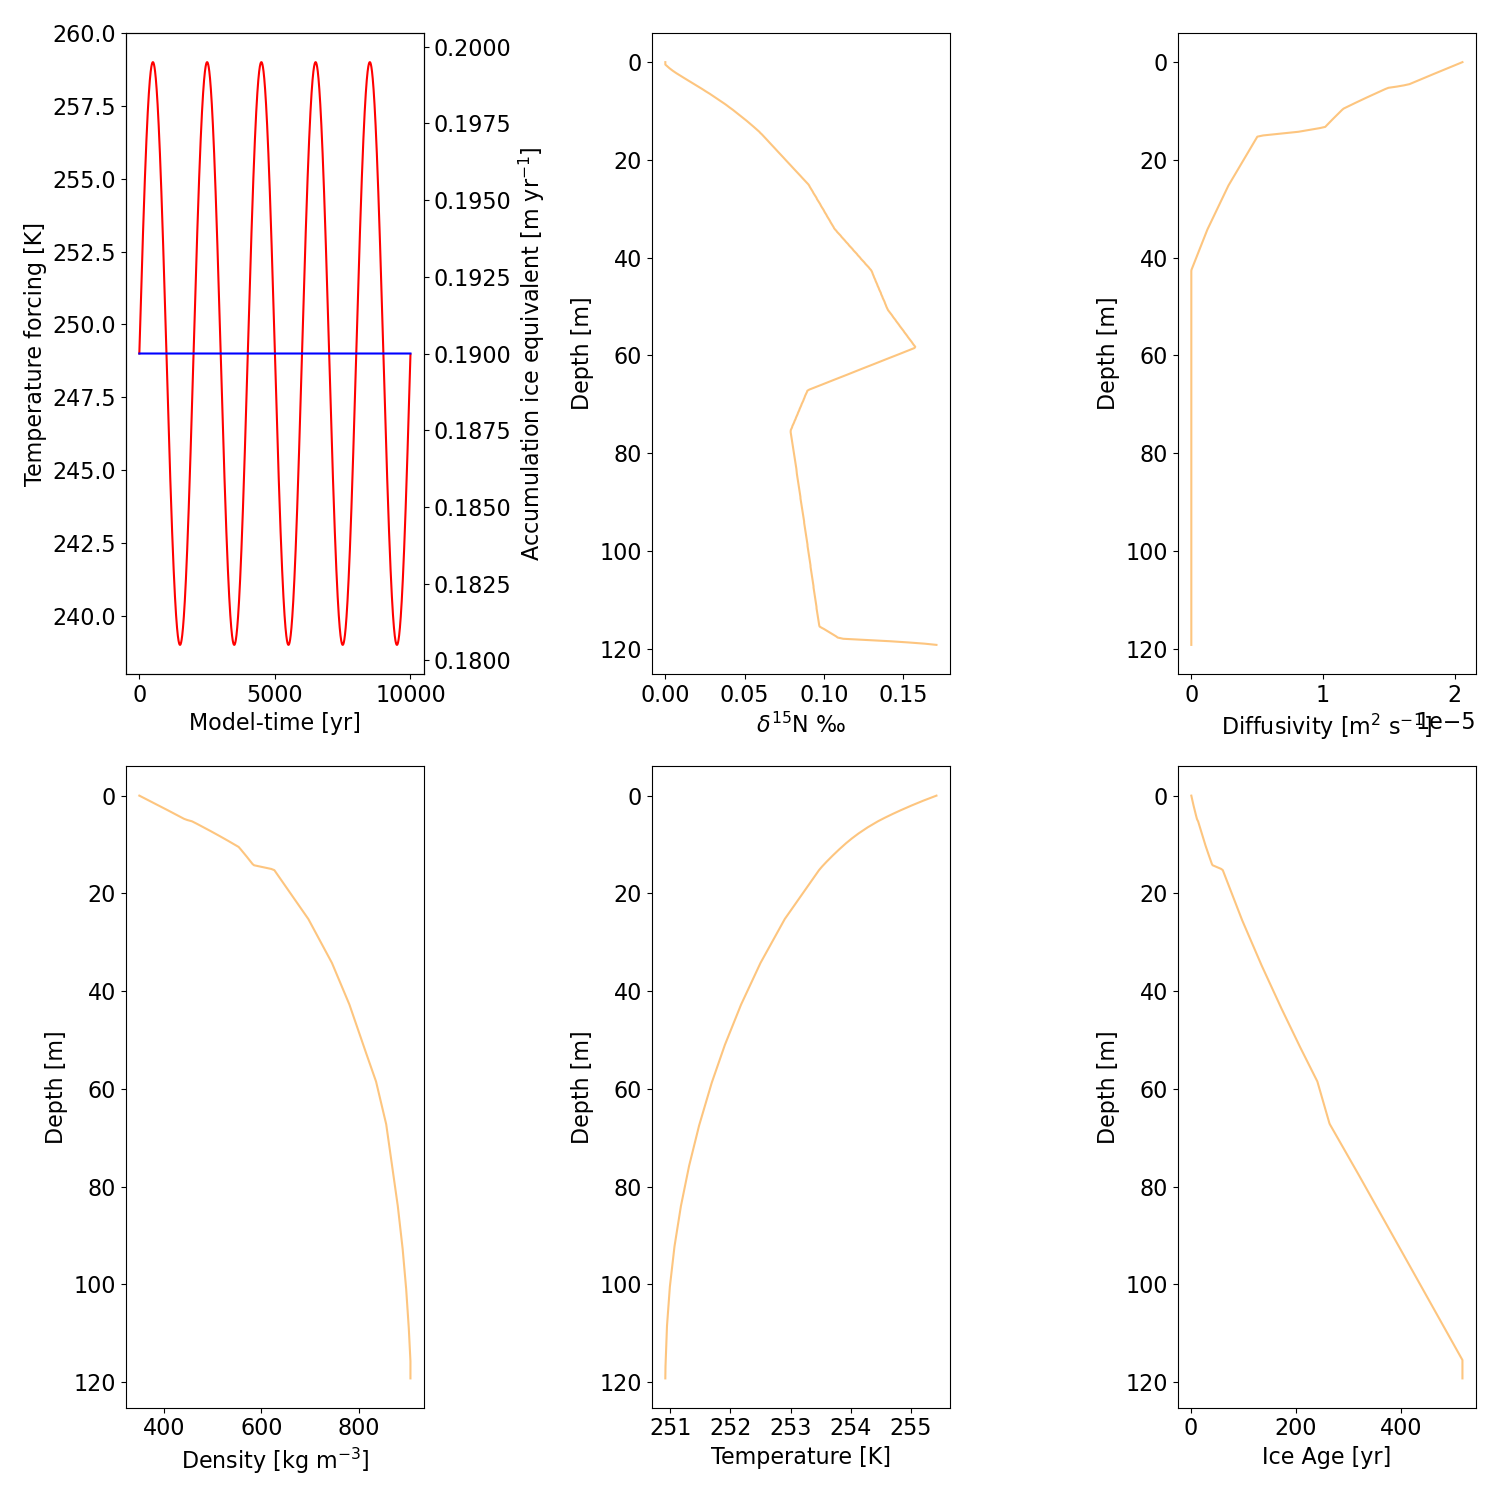 260.0
257.5
255.0
252.5
250.0
247.5
245.0
242.5
240.0
Temperature forcing [K]
0 5000 10000
Model-time [yr]
0.2000
0.1975
0.1950
0.1925
0.1900
0.1875
0.1850
0.1825
0.1800
Accumulation ice equivalent [m yr⁻¹]
0
20
40
60
80
100
120
Depth [m]
0.00 0.05 0.10 0.15
δ¹⁵N ‰
0
20
40
60
80
100
120
Depth [m]
0 1 2
1e−5
Diffusivity [m² s⁻¹]
0
20
40
60
80
100
120
Depth [m]
400 600 800
Density [kg m⁻³]
0
20
40
60
80
100
120
Depth [m]
251 252 253 254 255
Temperature [K]
0
20
40
60
80
100
120
Depth [m]
0 200 400
Ice Age [yr]